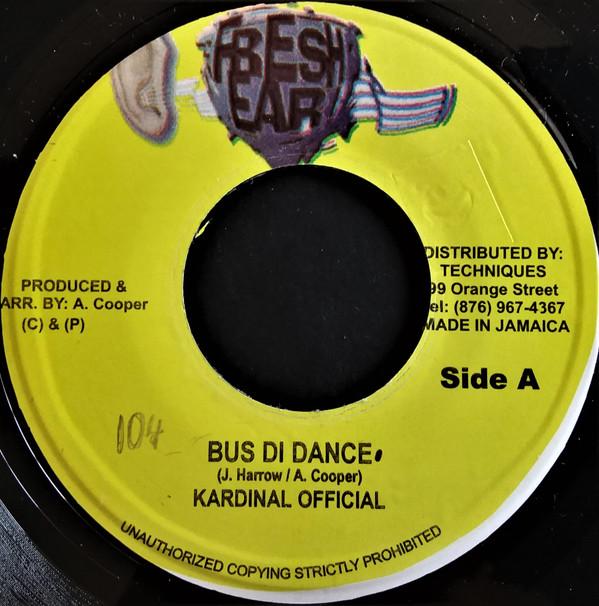 FRESH
EAR
PRODUCED &
ARR. BY: A. Cooper
(C) & (P)
DISTRIBUTED BY:
TECHNIQUES
99 Orange Street
Tel: (876) 967-4367
MADE IN JAMAICA
Side A
104
BUS DI DANCE
(J. Harrow / A. Cooper)
KARDINAL OFFICIAL
UNAUTHORIZED COPYING STRICTLY PROHIBITED